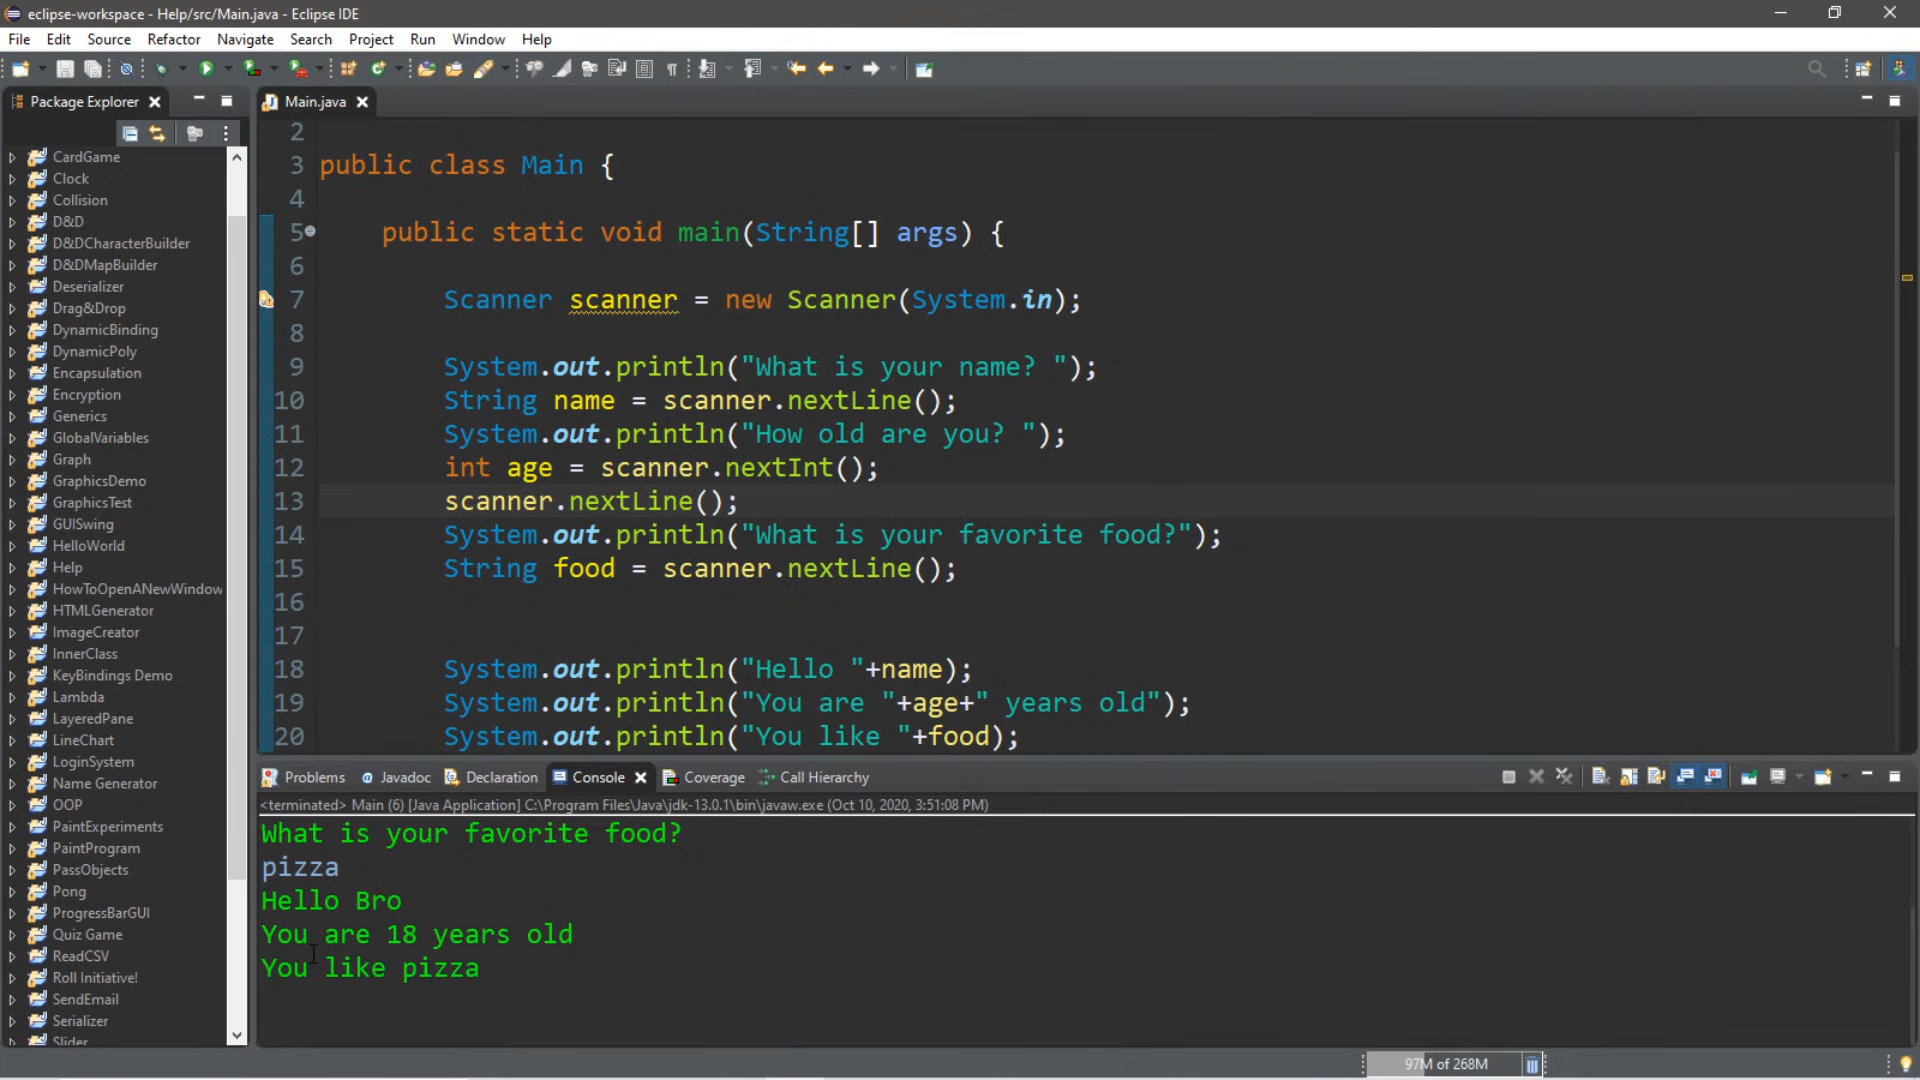 eclipse-workspace - Help/src/Main.java - Eclipse IDE
File Edit Source Refactor Navigate Search Project Run Window Help
Package Explorer
CardGame
Clock
Collision
D&D
D&DCharacterBuilder
D&DMapBuilder
Deserializer
Drag&Drop
DynamicBinding
DynamicPoly
Encapsulation
Encryption
Generics
GlobalVariables
Graph
GraphicsDemo
GraphicsTest
GUISwing
HelloWorld
Help
HowToOpenANewWindow
HTMLGenerator
ImageCreator
InnerClass
KeyBindings Demo
Lambda
LayeredPane
LineChart
LoginSystem
Name Generator
OOP
PaintExperiments
PaintProgram
PassObjects
Pong
ProgressBarGUI
Quiz Game
ReadCSV
Roll Initiative!
SendEmail
Serializer
Slider
Main.java
2
3 public class Main {
4
5 public static void main(String[] args) {
6
7 Scanner scanner = new Scanner(System.in);
8
9 System.out.println("What is your name? ");
10 String name = scanner.nextLine();
11 System.out.println("How old are you? ");
12 int age = scanner.nextInt();
13 scanner.nextLine();
14 System.out.println("What is your favorite food?");
15 String food = scanner.nextLine();
16
17
18 System.out.println("Hello "+name);
19 System.out.println("You are "+age+" years old");
20 System.out.println("You like "+food);
Problems Javadoc Declaration Console Coverage Call Hierarchy
<terminated> Main (6) [Java Application] C:\Program Files\Java\jdk-13.0.1\bin\javaw.exe (Oct 10, 2020, 3:51:08 PM)
What is your favorite food?
pizza
Hello Bro
You are 18 years old
You like pizza
97M of 268M